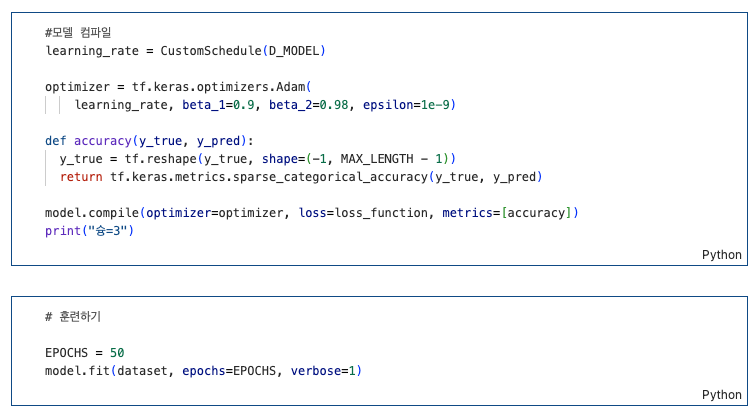 #모델 컴파일
learning_rate = CustomSchedule(D_MODEL)
optimizer = tf.keras.optimizers.Adam(
learning_rate, beta_1=0.9, beta_2=0.98, epsilon=1e-9)
def accuracy(y_true, y_pred):
y_true = tf.reshape(y_true, shape=(-1, MAX_LENGTH - 1))
return tf.keras.metrics.sparse_categorical_accuracy(y_true, y_pred)
model.compile(optimizer=optimizer, loss=loss_function, metrics=[accuracy])
print("슝=3")
Python
# 훈련하기
EPOCHS = 50
model.fit(dataset, epochs=EPOCHS, verbose=1)
Python